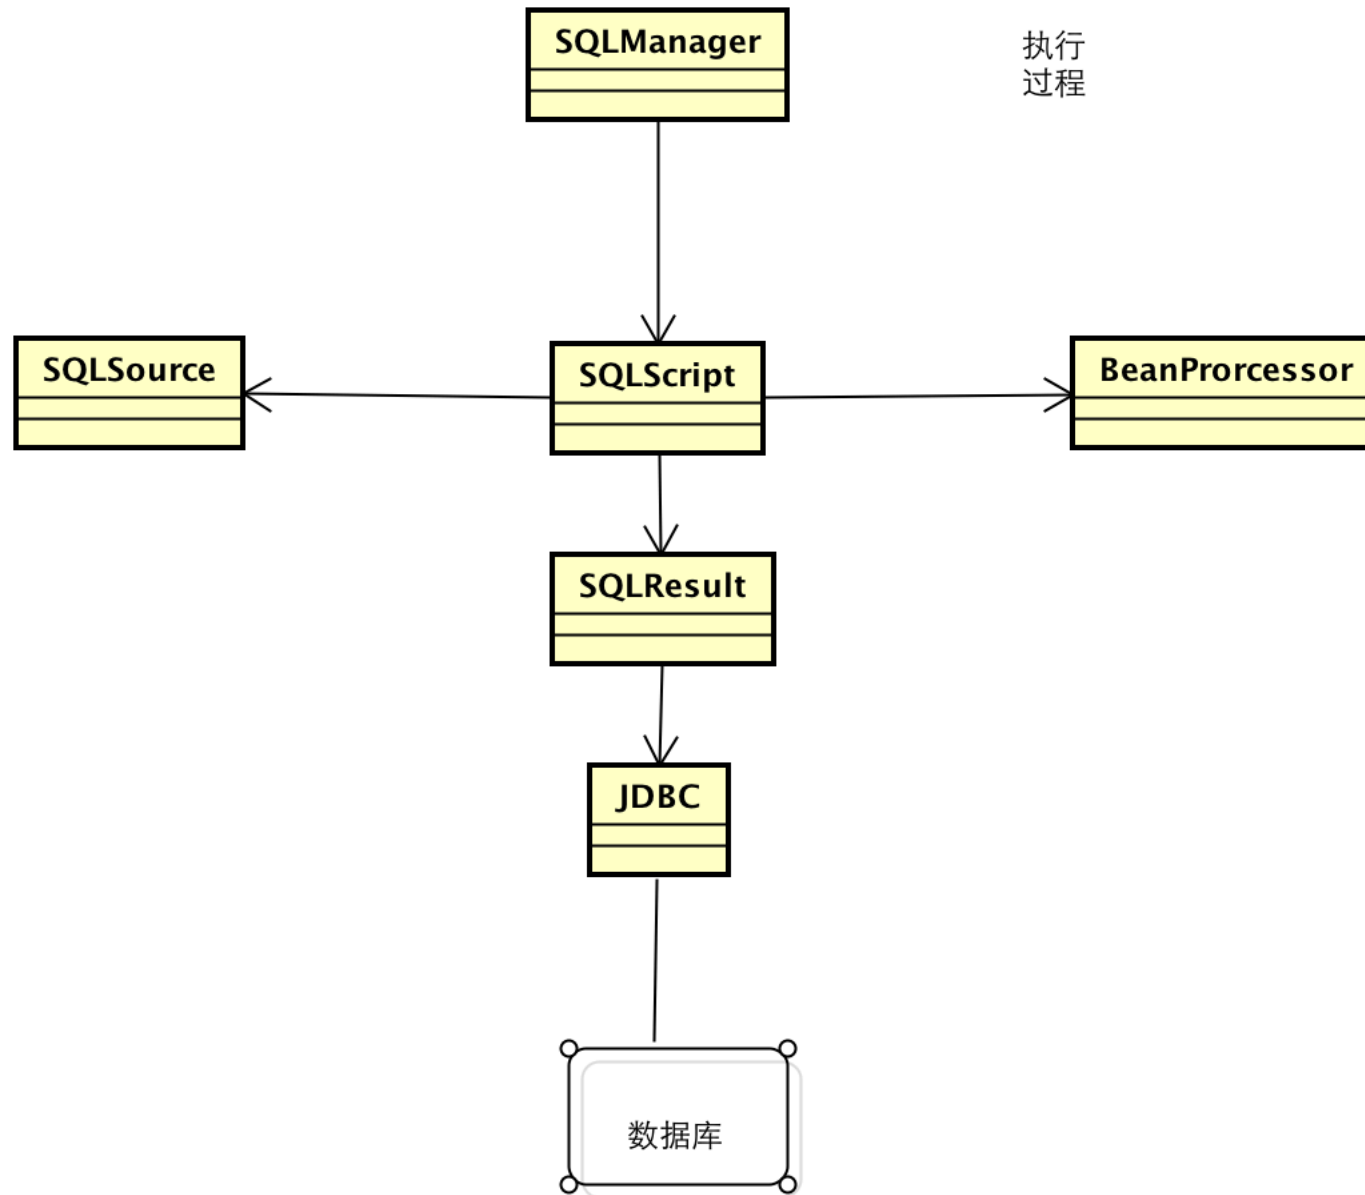 SQLManager
执行
过程
SQLSource
SQLScript
BeanProrcessor
SQLResult
JDBC
数据库